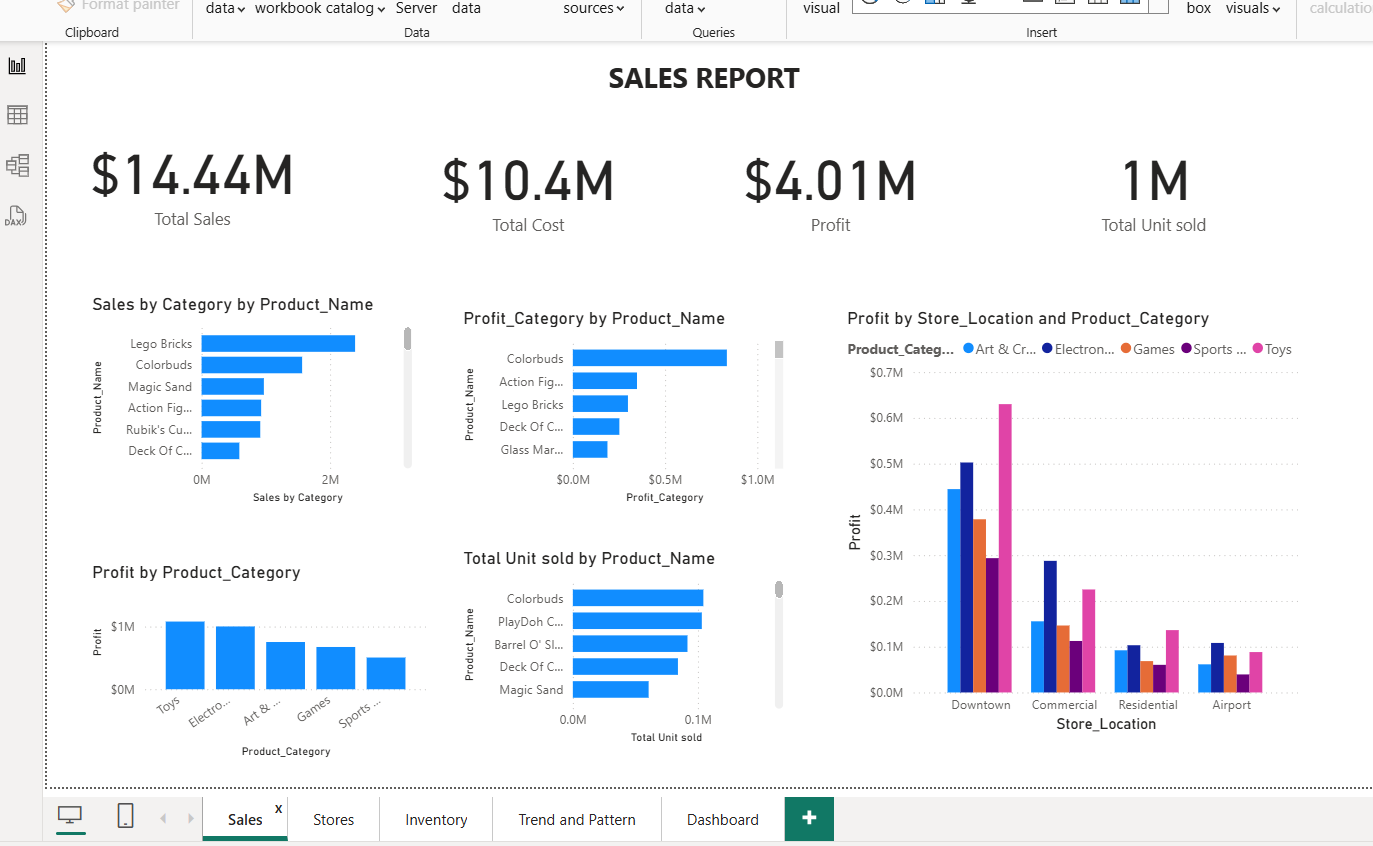 Format painter
data workbook catalog Server data sources data visual box visuals calculatio
Clipboard Data Queries Insert
DAX
SALES REPORT
$14.44M
Total Sales
$10.4M
Total Cost
$4.01M
Profit
1M
Total Unit sold
Sales by Category by Product_Name
Product_Name
Lego Bricks
Colorbuds
Magic Sand
Action Fig...
Rubik's Cu...
Deck Of C...
0M 2M
Sales by Category
Profit_Category by Product_Name
Product_Name
Colorbuds
Action Fig...
Lego Bricks
Deck Of C...
Glass Mar...
$0.0M $0.5M $1.0M
Profit_Category
Profit by Store_Location and Product_Category
Product_Categ... Art & Cr... Electron... Games Sports ... Toys
Profit
$0.7M
$0.6M
$0.5M
$0.4M
$0.3M
$0.2M
$0.1M
$0.0M
Downtown Commercial Residential Airport
Store_Location
Profit by Product_Category
Profit
$1M
$0M
Toys Electro... Art & ... Games Sports ...
Product_Category
Total Unit sold by Product_Name
Product_Name
Colorbuds
PlayDoh C...
Barrel O' Sl...
Deck Of C...
Magic Sand
0.0M 0.1M
Total Unit sold
Sales x Stores Inventory Trend and Pattern Dashboard +